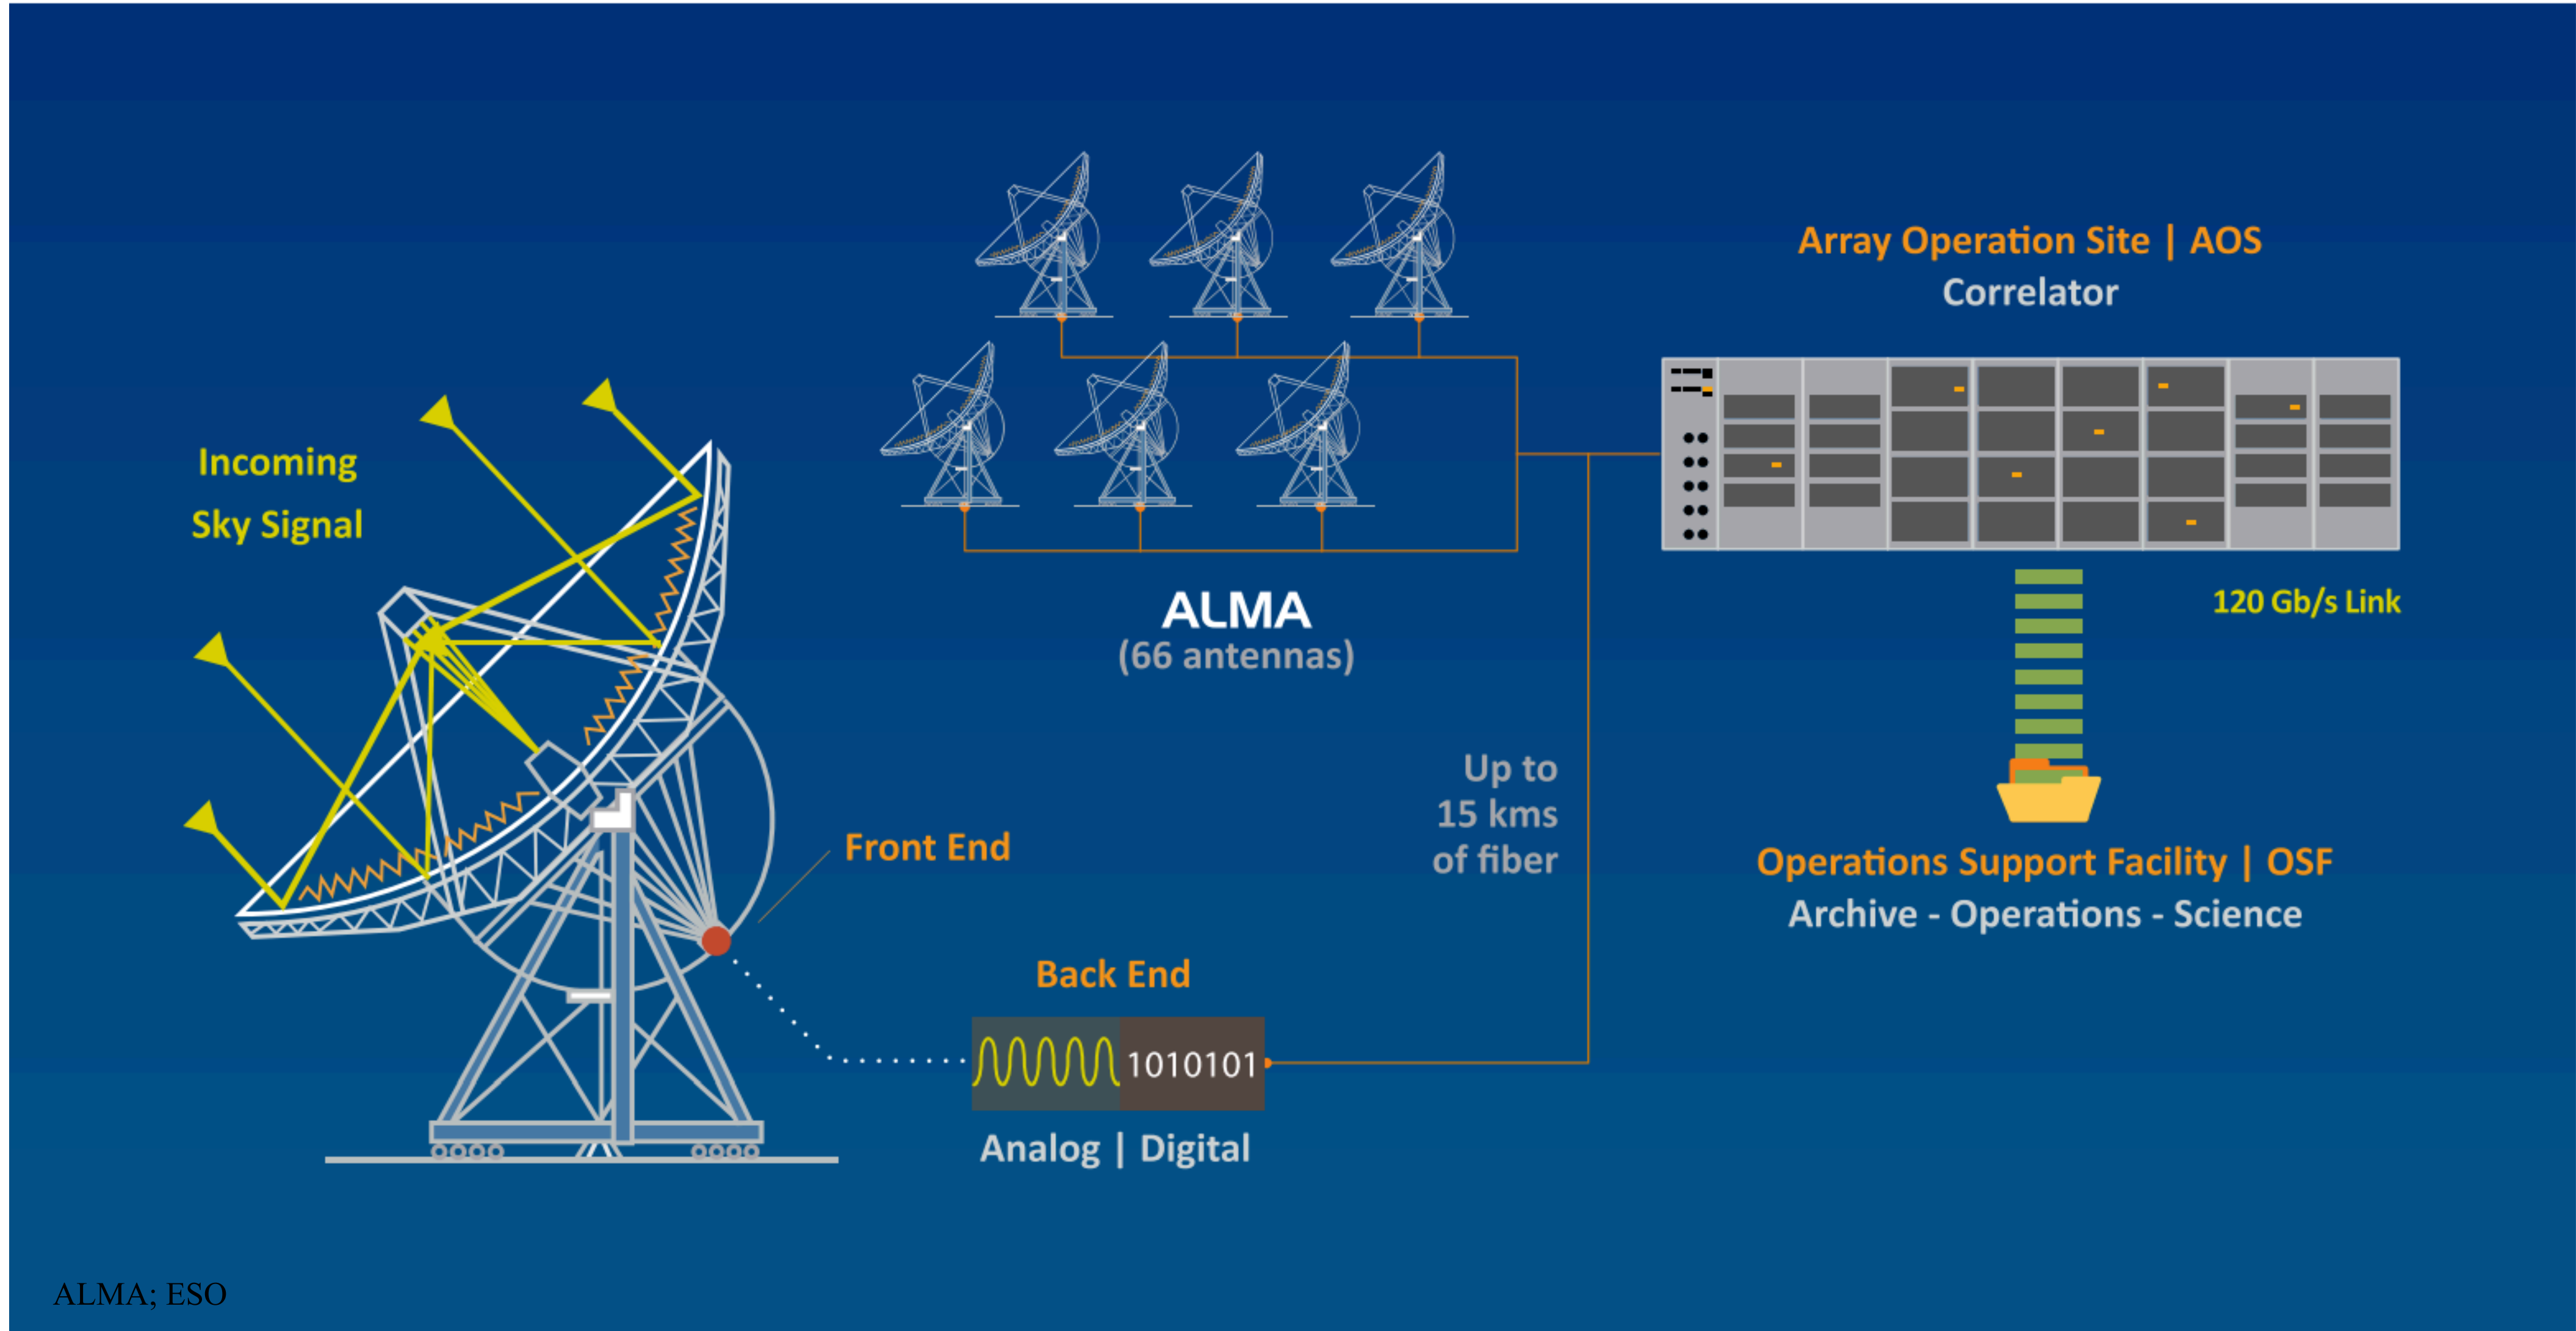 Array Operation Site | AOS
Correlator
Incoming
Sky Signal
120 Gb/s Link
ALMA
(66 antennas)
Up to
15 kms
of fiber
Front End
Operations Support Facility | OSF
Archive - Operations - Science
Back End
1010101
Analog | Digital
ALMA; ESO